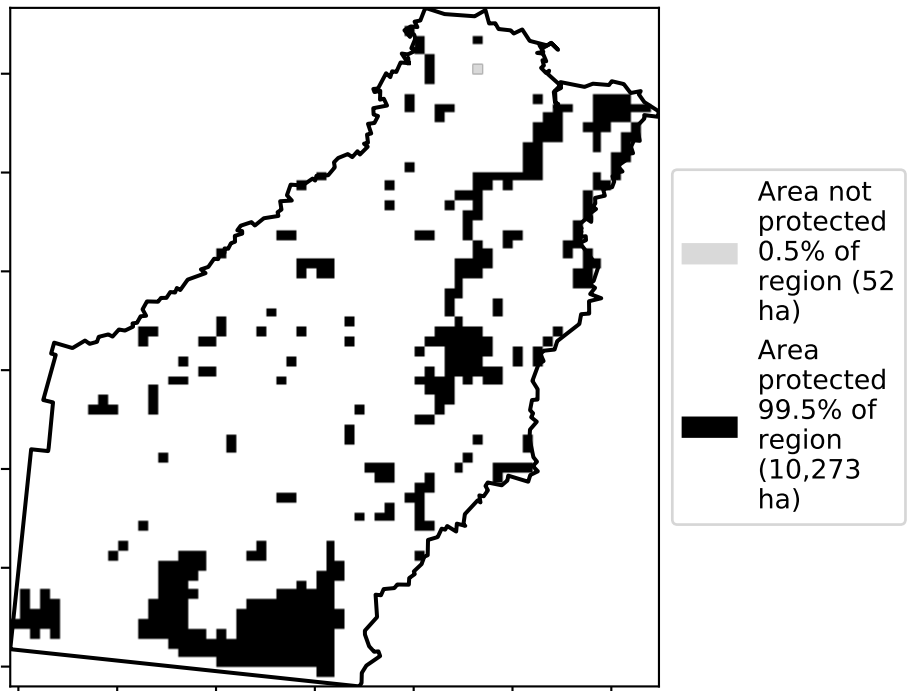 Area not
protected
0.5% of
region (52
ha)
Area
protected
99.5% of
region
(10,273
ha)